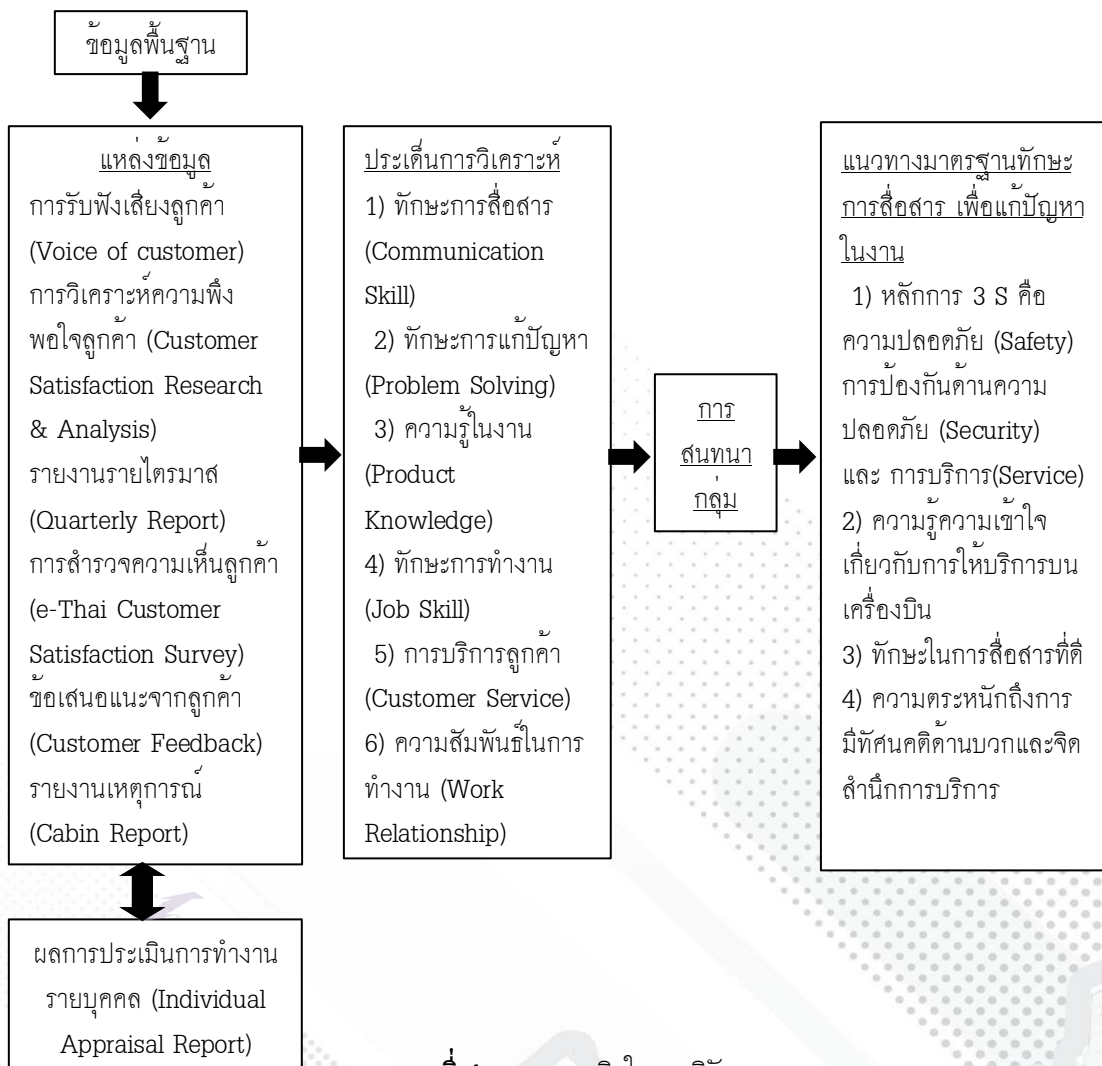 ข้อมูลพื้นฐาน
แหล่งข้อมูล
การรับฟังเสียงลูกค้า
(Voice of customer)
การวิเคราะห์ความพึง
พอใจลูกค้า (Customer
Satisfaction Research
& Analysis)
รายงานรายไตรมาส
(Quarterly Report)
การสำรวจความเห็นลูกค้า
(e-Thai Customer
Satisfaction Survey)
ข้อเสนอแนะจากลูกค้า
(Customer Feedback)
รายงานเหตุการณ์
(Cabin Report)
ผลการประเมินการทำงาน
รายบุคคล (Individual
Appraisal Report)
ประเด็นการวิเคราะห์
1) ทักษะการสื่อสาร
(Communication
Skill)
2) ทักษะการแก้ปัญหา
(Problem Solving)
3) ความรู้ในงาน
(Product
Knowledge)
4) ทักษะการทำงาน
(Job Skill)
5) การบริการลูกค้า
(Customer Service)
6) ความสัมพันธ์ในการ
ทำงาน (Work
Relationship)
การ
สนทนา
กลุ่ม
แนวทางมาตรฐานทักษะ
การสื่อสาร เพื่อแก้ปัญหา
ในงาน
1) หลักการ 3 S คือ
ความปลอดภัย (Safety)
การป้องกันด้านความ
ปลอดภัย (Security)
และ การบริการ(Service)
2) ความรู้ความเข้าใจ
เกี่ยวกับการให้บริการบน
เครื่องบิน
3) ทักษะในการสื่อสารที่ดี
4) ความตระหนักถึงการ
มีทัศนคติด้านบวกและจิต
สำนึกการบริการ